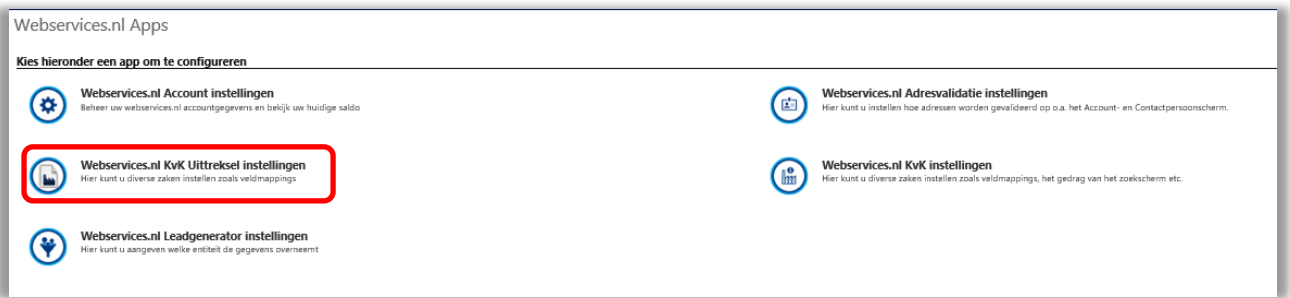 Webservices.nl Apps
Kies hieronder een app om te configureren
Webservices.nl Account instellingen
Beheer uw webservices.nl accountgegevens en bekijk uw huidige saldo
Webservices.nl Adresvalidatie instellingen
Hier kunt u instellen hoe adressen worden gevalideerd op o.a. het Account- en Contactpersoonscherm.
Webservices.nl KvK Uittreksel instellingen
Hier kunt u diverse zaken instellen zoals veldmappings
Webservices.nl KvK instellingen
Hier kunt u diverse zaken instellen zoals veldmappings, het gedrag van het zoekscherm etc.
Webservices.nl Leadgenerator instellingen
Hier kunt u aangeven welke entiteit de gegevens overneemt